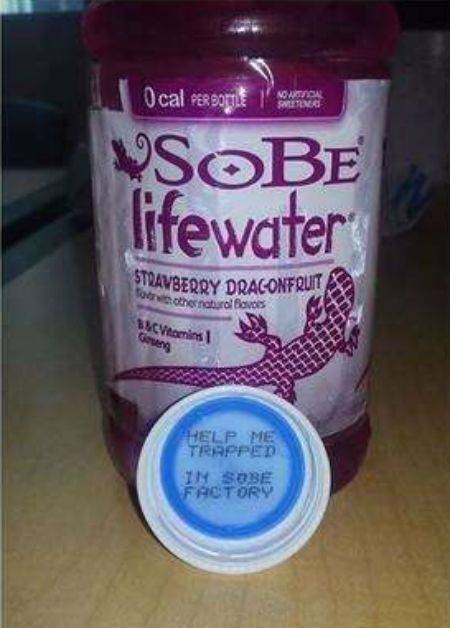 0 cal PER BOTTLE | NO ARTIFICIAL
SWEETENERS
SOBE®
lifewater®
STRAWBERRY DRAGONFRUIT
flavor with other natural flavors
B & C Vitamins |
Ginseng
HELP ME
TRAPPED
IN SOBE
FACTORY